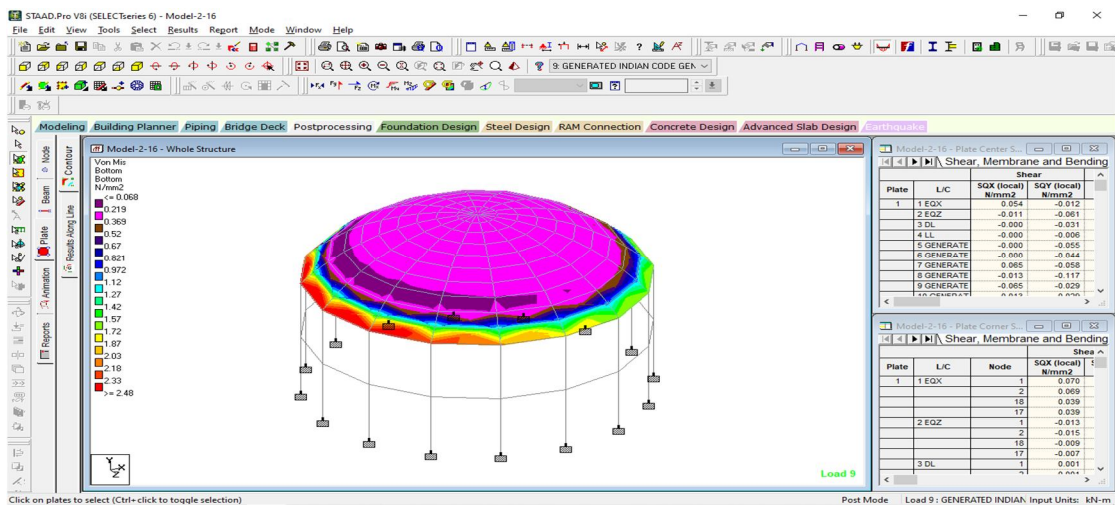 STAAD.Pro V8i (SELECTseries 6) - Model-2-16
File Edit View Tools Select Results Report Mode Window Help
9: GENERATED INDIAN CODE GEN
Modeling Building Planner Piping Bridge Deck Postprocessing Foundation Design Steel Design RAM Connection Concrete Design Advanced Slab Design Earthquake
Node
Beam
Plate
Animation
Reports
Contour
Results Along Line
Model-2-16 - Whole Structure
Von Mis
Bottom
Bottom
N/mm2
<= 0.068
0.219
0.369
0.52
0.67
0.821
0.972
1.12
1.27
1.42
1.57
1.72
1.87
2.03
2.18
2.33
>= 2.48
Y
X
Z
Load 9
Model-2-16 - Plate Center S...
Shear, Membrane and Bending
Shear
Plate L/C SQX (local) N/mm2 SQY (local) N/mm2
1 1 EQX 0.054 -0.012
2 EQZ -0.011 -0.061
3 DL -0.000 -0.031
4 LL -0.000 -0.006
5 GENERATE -0.000 -0.055
6 GENERATE -0.000 -0.044
7 GENERATE 0.065 -0.058
8 GENERATE -0.013 -0.117
9 GENERATE -0.065 -0.029
Model-2-16 - Plate Corner S...
Shear, Membrane and Bending
Shea
Plate L/C Node SQX (local) N/mm2
1 1 EQX 1 0.070
2 0.069
18 0.039
17 0.039
2 EQZ 1 -0.013
2 -0.015
18 -0.009
17 -0.007
3 DL 1 0.001
Click on plates to select (Ctrl+click to toggle selection)
Post Mode Load 9 : GENERATED INDIAN Input Units: kN-m